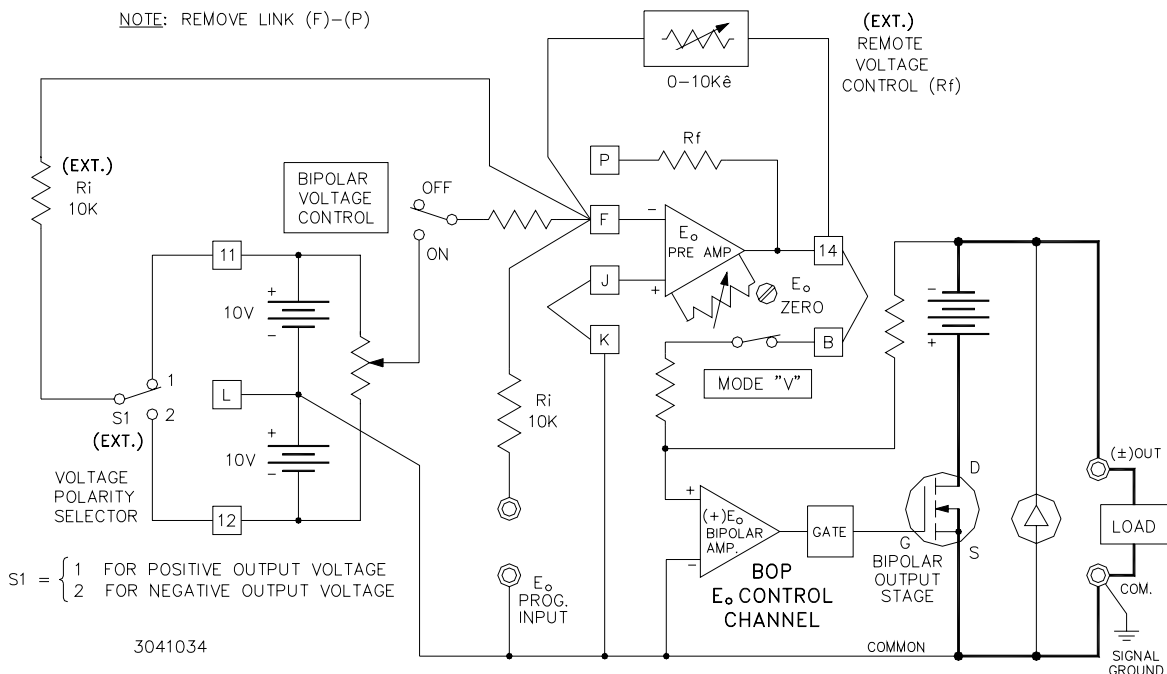 NOTE: REMOVE LINK (F)-(P)
(EXT.)
REMOTE
VOLTAGE
CONTROL (Rf)
0-10Kê
(EXT.)
Ri
10K
BIPOLAR
VOLTAGE
CONTROL
OFF
ON
P
Rf
F
-
Eo
PRE AMP
+
J
K
14
Eo
ZERO
B
MODE "V"
11
+
10V
-
L
+
10V
-
12
1
2
S1
(EXT.)
VOLTAGE
POLARITY
SELECTOR
Ri
10K
-
+
(±)OUT
D
G
S
LOAD
+
(+)Eo
BIPOLAR
AMP.
-
GATE
BIPOLAR
OUTPUT
STAGE
BOP
Eo CONTROL
CHANNEL
COM.
Eo
PROG.
INPUT
S1 = { 1 FOR POSITIVE OUTPUT VOLTAGE
2 FOR NEGATIVE OUTPUT VOLTAGE
3041034
COMMON
SIGNAL
GROUND